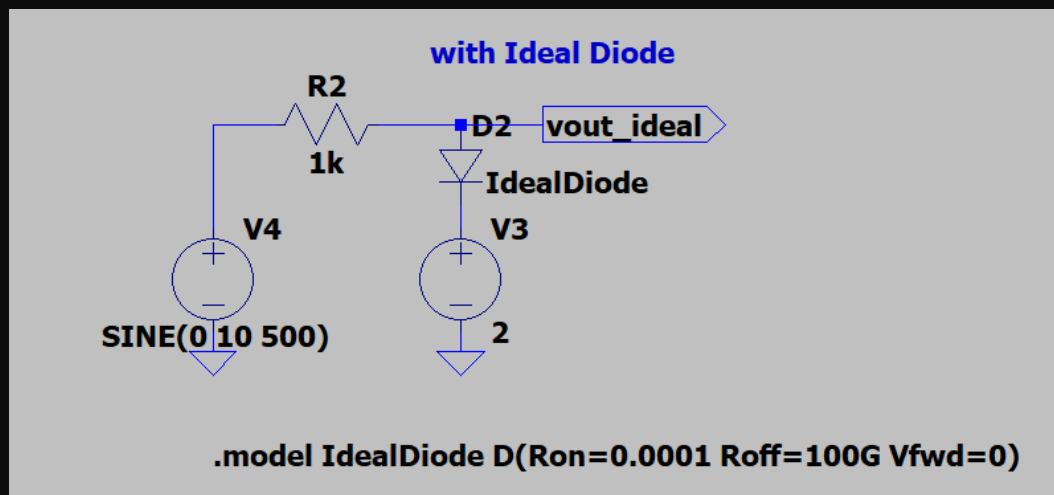 with Ideal Diode
R2
1k
D2
vout_ideal
IdealDiode
V4
V3
SINE(0 10 500)
2
.model IdealDiode D(Ron=0.0001 Roff=100G Vfwd=0)